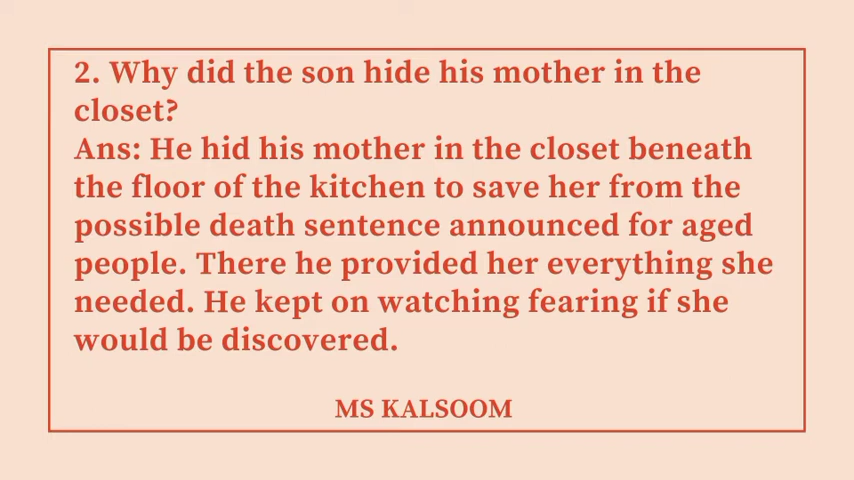 2. Why did the son hide his mother in the
closet?
Ans: He hid his mother in the closet beneath
the floor of the kitchen to save her from the
possible death sentence announced for aged
people. There he provided her everything she
needed. He kept on watching fearing if she
would be discovered.
MS KALSOOM